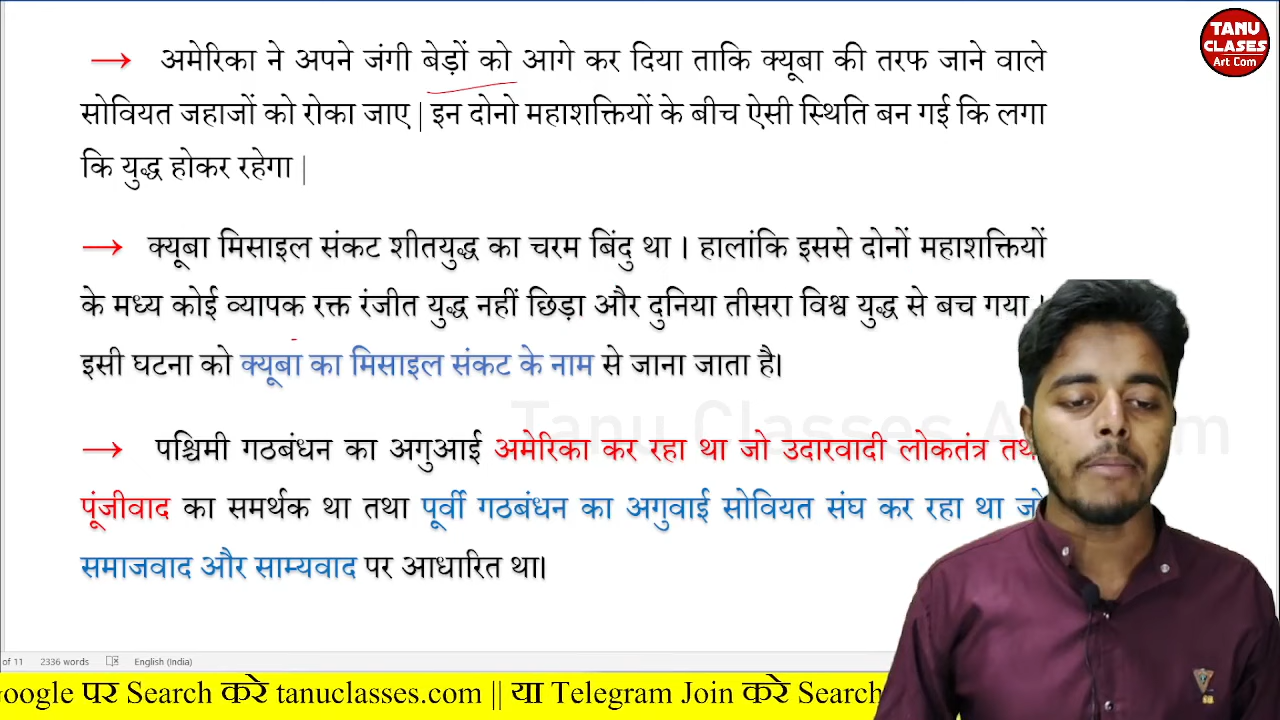 → अमेरिका ने अपने जंगी बेड़ों को आगे कर दिया ताकि क्यूबा की तरफ जाने वाले
सोवियत जहाजों को रोका जाए | इन दोनो महाशक्तियों के बीच ऐसी स्थिति बन गई कि लगा
कि युद्ध होकर रहेगा |
→ क्यूबा मिसाइल संकट शीतयुद्ध का चरम बिंदु था । हालांकि इससे दोनों महाशक्तियों
के मध्य कोई व्यापक रक्त रंजीत युद्ध नहीं छिड़ा और दुनिया तीसरा विश्व युद्ध से बच गया ।
इसी घटना को क्यूबा का मिसाइल संकट के नाम से जाना जाता है।
→ पश्चिमी गठबंधन का अगुआई अमेरिका कर रहा था जो उदारवादी लोकतंत्र
पूंजीवाद का समर्थक था तथा पूर्वी गठबंधन का अगुवाई सोवियत संघ कर रहा था
समाजवाद और साम्यवाद पर आधारित था।
TANU
CLASES
Art Com
Tanu Classes
of 11 2336 words English (India)
Google पर Search करे tanuclasses.com || या Telegram Join करे Search